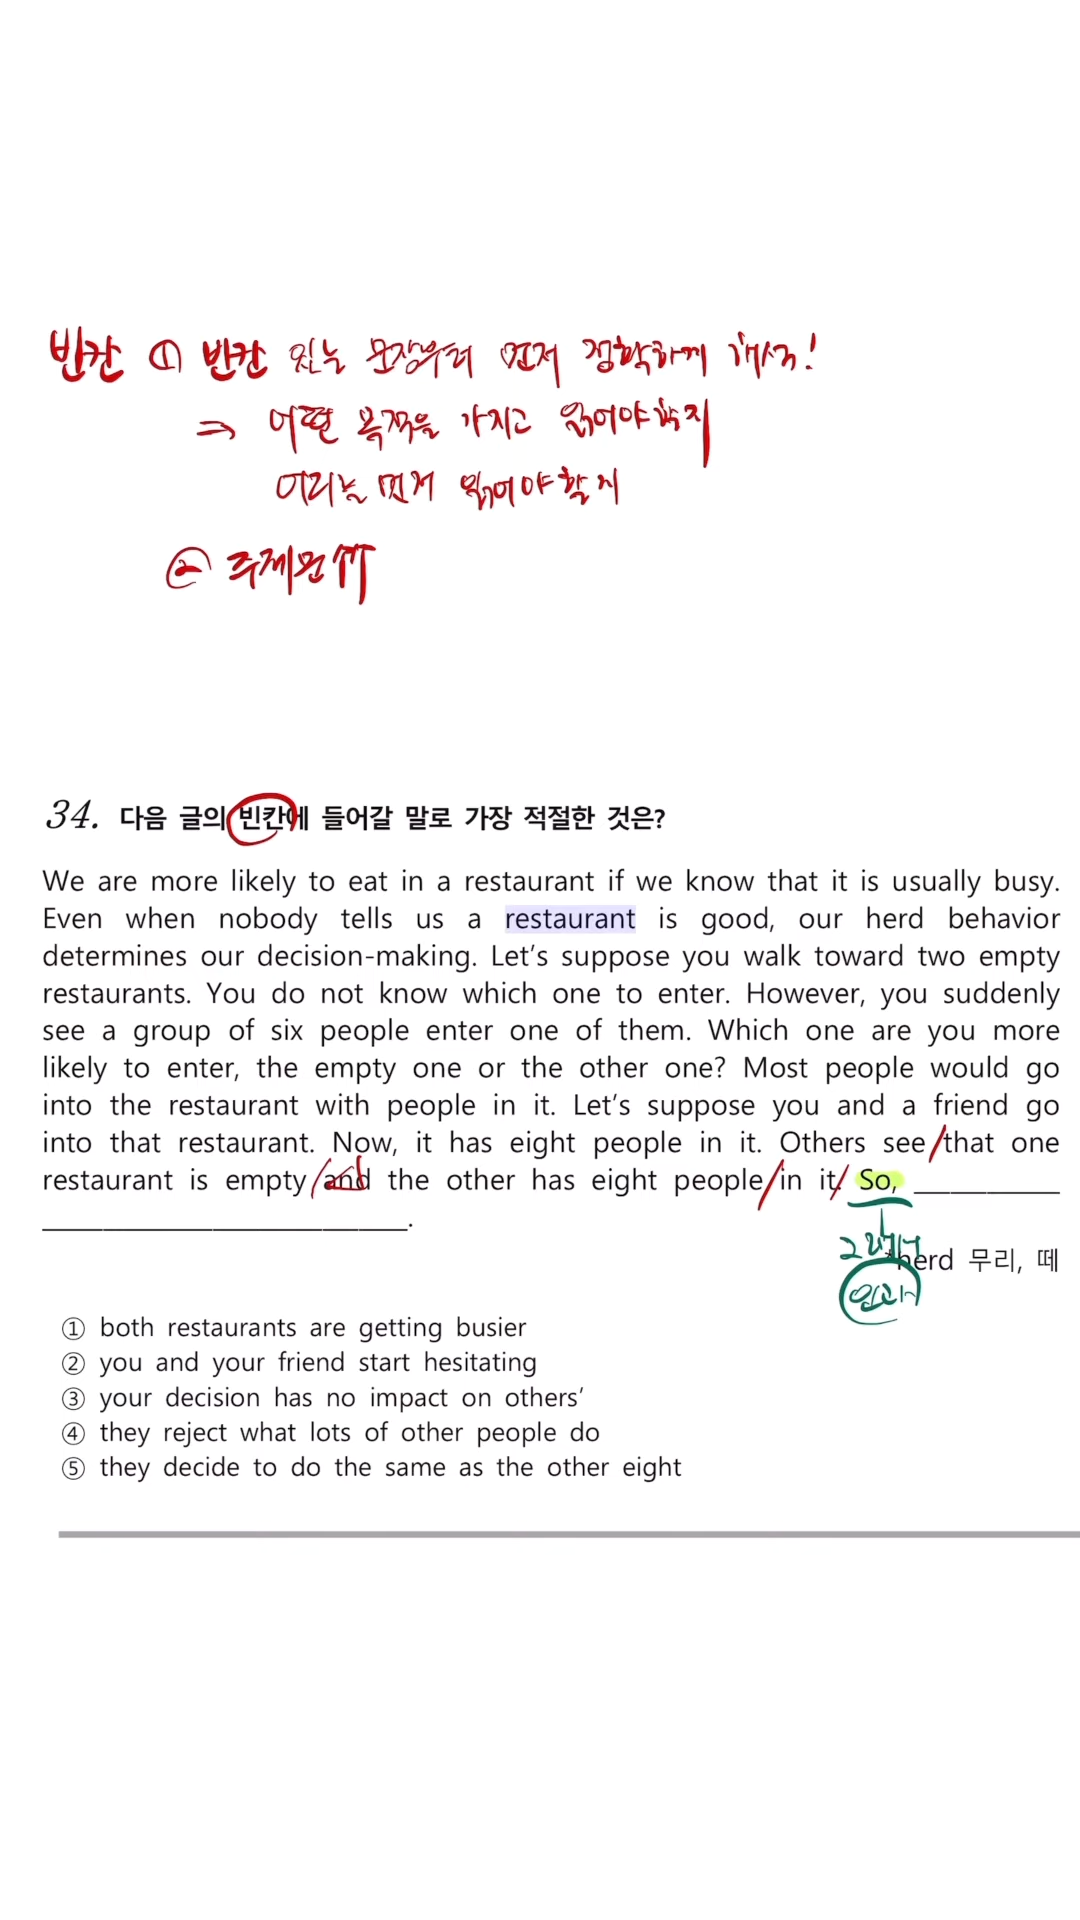 빈칸 ① 빈칸 있는 문장부터 먼저 정확하게 해석!
⇒ 어떤 목적을 가지고 읽어야할지
어디를 먼저 읽어야할지
② 주제문 竹
34. 다음 글의 빈칸에 들어갈 말로 가장 적절한 것은?
We are more likely to eat in a restaurant if we know that it is usually busy.
Even when nobody tells us a restaurant is good, our herd behavior
determines our decision-making. Let's suppose you walk toward two empty
restaurants. You do not know which one to enter. However, you suddenly
see a group of six people enter one of them. Which one are you more
likely to enter, the empty one or the other one? Most people would go
into the restaurant with people in it. Let's suppose you and a friend go
into that restaurant. Now, it has eight people in it. Others see that one
restaurant is empty and the other has eight people in it. So, ___________
____________________________.
그래서
*herd 무리, 떼
인과
① both restaurants are getting busier
② you and your friend start hesitating
③ your decision has no impact on others'
④ they reject what lots of other people do
⑤ they decide to do the same as the other eight